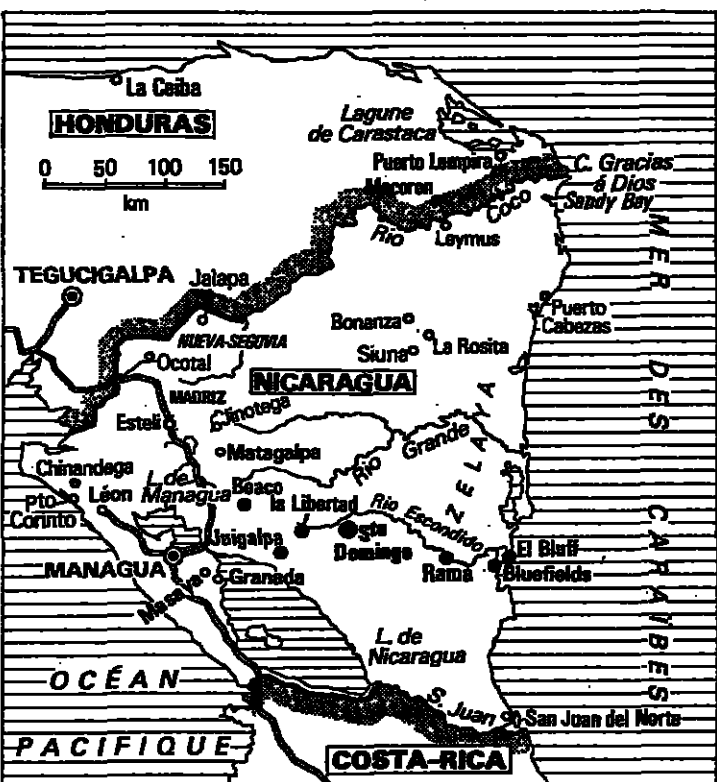 La Ceiba
HONDURAS
Lagune
de Carastaca
0 50 100 150
km
Puerto Lempira
Mocoron
C. Gracias
á Dios
Sandy Bay
Rio
Coco
Leymus
TEGUCIGALPA
Jalapa
NUEVA-SEGOVIA
Ocotal
Bonanza
La Rosita
Siuna
Puerto
Cabezas
NICARAGUA
MADRIZ
Esteli
Jinotega
Matagalpa
Rio
Grande
ZELAYA
MER DES CARAÏBES
Chinandega
Pto
Corinto
Léon
L. de
Managua
Boaco
la Libertad
Rio Escondido
Juigalpa
Sto
Domingo
Rama
El Bluff
Bluefields
MANAGUA
Masaya
Granada
L. de
Nicaragua
OCÉAN
PACIFIQUE
S. Juan
San Juan del Norte
COSTA-RICA